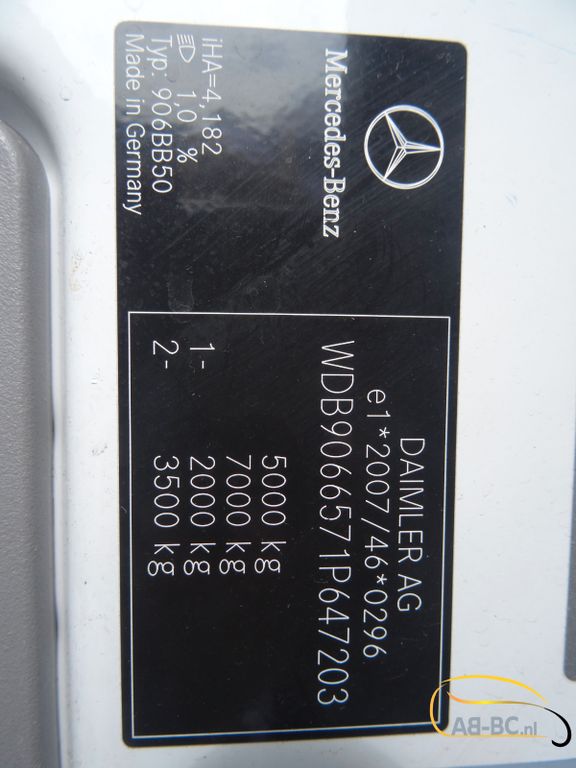 Mercedes-Benz
iHA=4,182
1,0 %
Typ: 906BB50
Made in Germany
DAIMLER AG
e1*2007/46*0296
WDB9066571P647203
5000 kg
7000 kg
1- 2000 kg
2- 3500 kg
AB-BC.nl